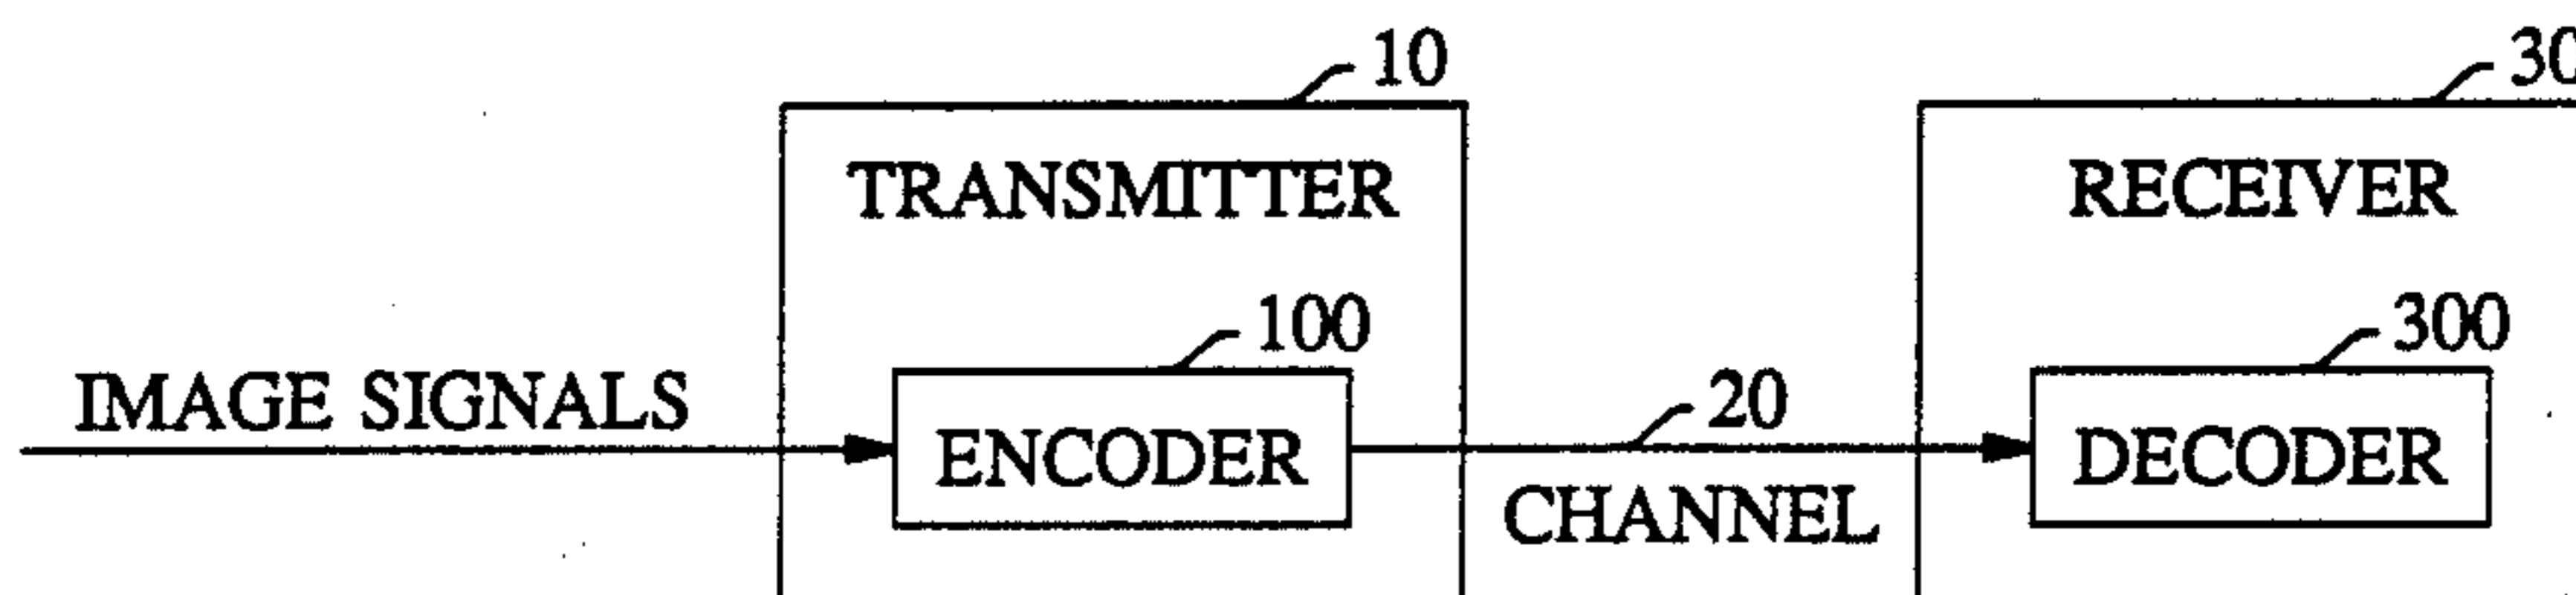 10
30
TRANSMITTER
RECEIVER
100
300
IMAGE SIGNALS
20
ENCODER
DECODER
CHANNEL